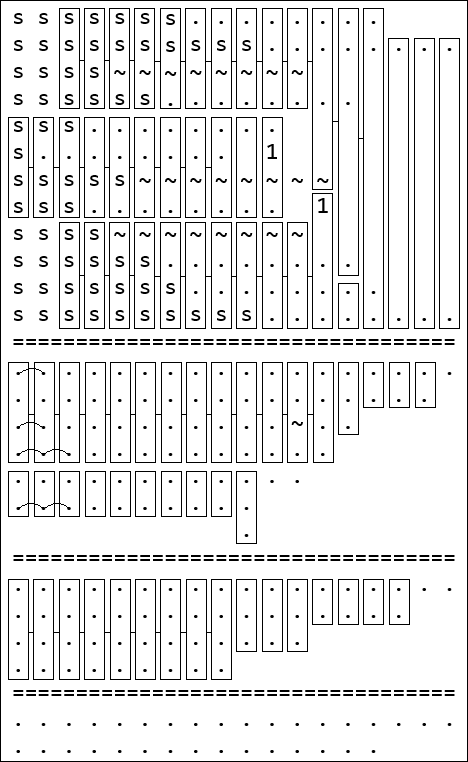 S S S S S S S . . . . . . . .
S S S S S S S S S S . . . . . . . .
S S S S ~ ~ ~ ~ ~ ~ ~ ~
S S S S S S . . . . . . . .
S S S . . . . . . . .
S . . . . . . . .   1
S S S S S ~ ~ ~ ~ ~ ~ ~ ~
S S S . . . . . . . .   1
S S S S ~ ~ ~ ~ ~ ~ ~ ~
S S S S S S . . . . . . . .
S S S S S S S . . . . . . . .
S S S S S S S S S S . . . . . . . .
===================================
. . . . . . . . . . . . . . . . . .
. . . . . . . . . . . . . . . . .
. . . . . . . . . . . ~ . .
. . . . . . . . . . . . .
. . . . . . . . . . . .
. . . . . . . . . .
                  .
===================================
. . . . . . . . . . . . . . . . . .
. . . . . . . . . . . . . . . .
. . . . . . . . . . . .
. . . . . . . . .
===================================
. . . . . . . . . . . . . . . . . .
. . . . . . . . . . . . . . .